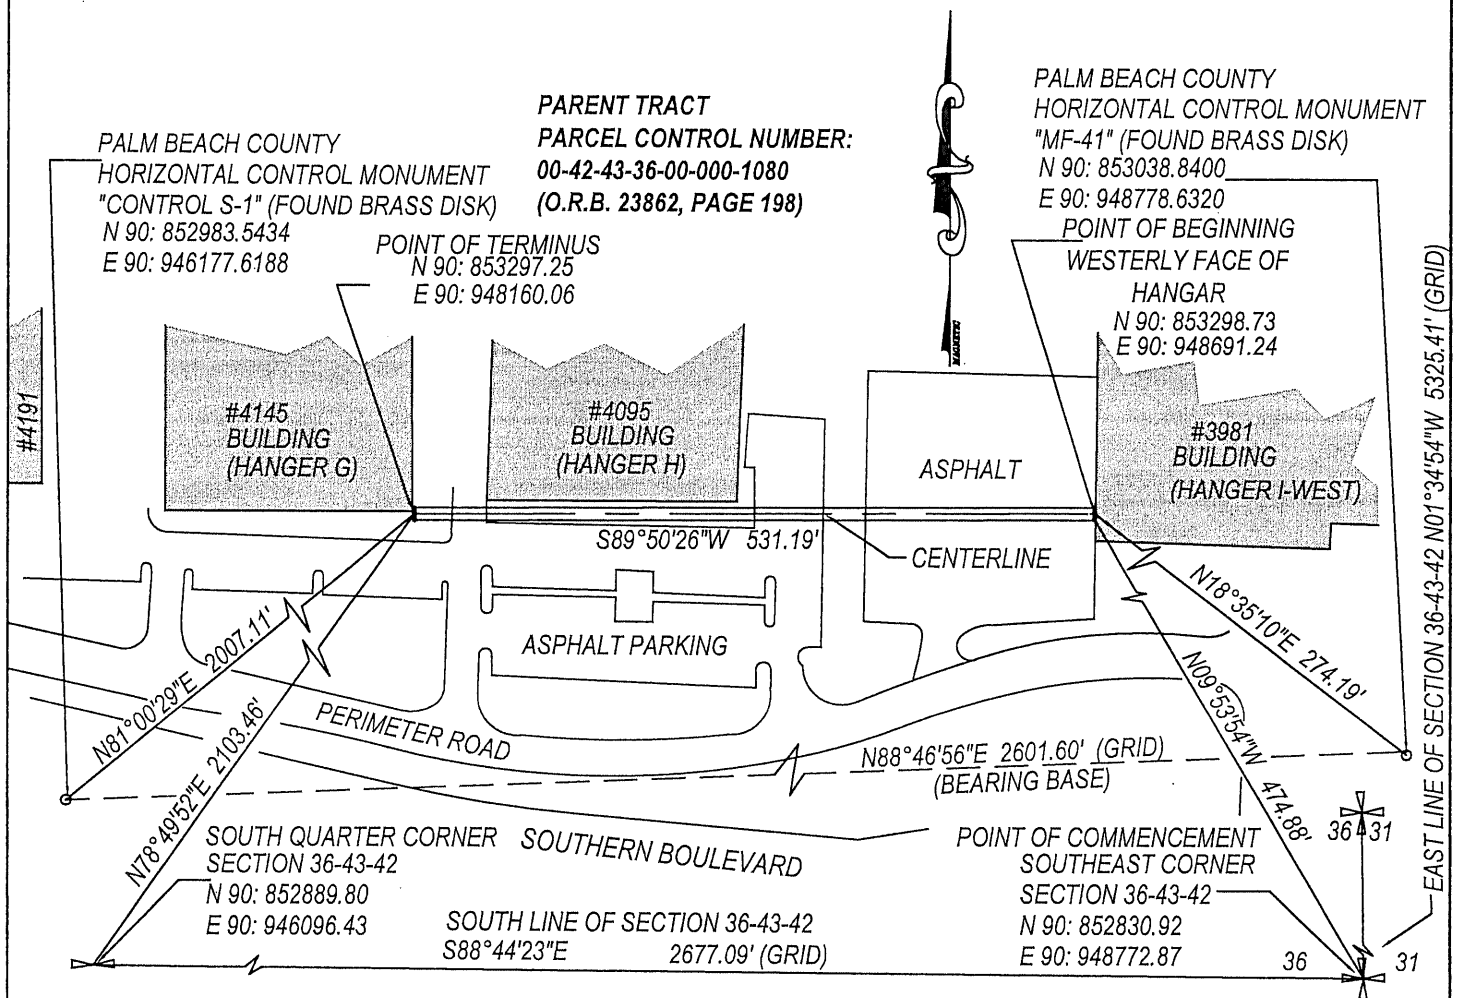 PARENT TRACT
PARCEL CONTROL NUMBER:
00-42-43-36-00-000-1080
(O.R.B. 23862, PAGE 198)
PALM BEACH COUNTY
HORIZONTAL CONTROL MONUMENT
"CONTROL S-1" (FOUND BRASS DISK)
N 90: 852983.5434
E 90: 946177.6188
POINT OF TERMINUS
N 90: 853297.25
E 90: 948160.06
PALM BEACH COUNTY
HORIZONTAL CONTROL MONUMENT
"MF-41" (FOUND BRASS DISK)
N 90: 853038.8400
E 90: 948778.6320
POINT OF BEGINNING
WESTERLY FACE OF
HANGAR
N 90: 853298.73
E 90: 948691.24
#4191
#4145
BUILDING
(HANGER G)
#4095
BUILDING
(HANGER H)
ASPHALT
#3981
BUILDING
(HANGER I-WEST)
S89°50'26"W 531.19'
CENTERLINE
ASPHALT PARKING
N81°00'29"E 2007.11'
N78°49'52"E 2103.46'
N18°35'10"E 274.19'
N09°53'54"W 474.88'
PERIMETER ROAD
N88°46'56"E 2601.60' (GRID)
(BEARING BASE)
SOUTHERN BOULEVARD
SOUTH QUARTER CORNER
SECTION 36-43-42
N 90: 852889.80
E 90: 946096.43
POINT OF COMMENCEMENT
SOUTHEAST CORNER
SECTION 36-43-42
N 90: 852830.92
E 90: 948772.87
SOUTH LINE OF SECTION 36-43-42
S88°44'23"E 2677.09' (GRID)
36 31
36 31
EAST LINE OF SECTION 36-43-42 N01°34'54"W 5325.41' (GRID)